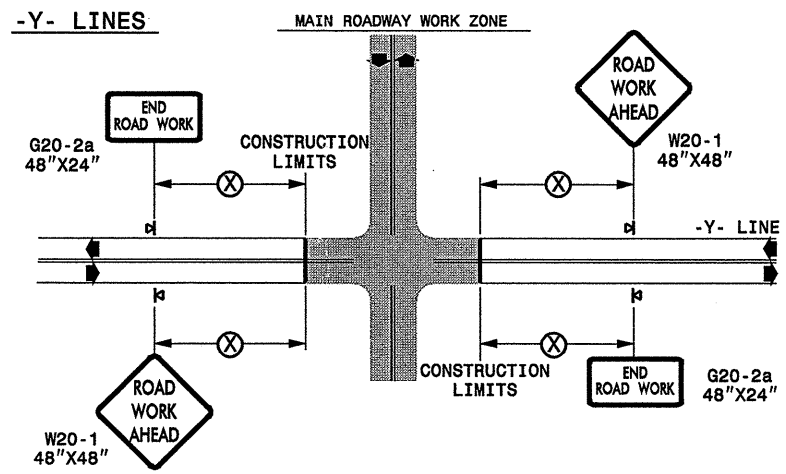 -Y- LINES
MAIN ROADWAY WORK ZONE
END
ROAD WORK
G20-2a
48"X24"
CONSTRUCTION
LIMITS
ROAD
WORK
AHEAD
W20-1
48"X48"
X
X
-Y- LINE
X
X
ROAD
WORK
AHEAD
W20-1
48"X48"
CONSTRUCTION
LIMITS
END
ROAD WORK
G20-2a
48"X24"